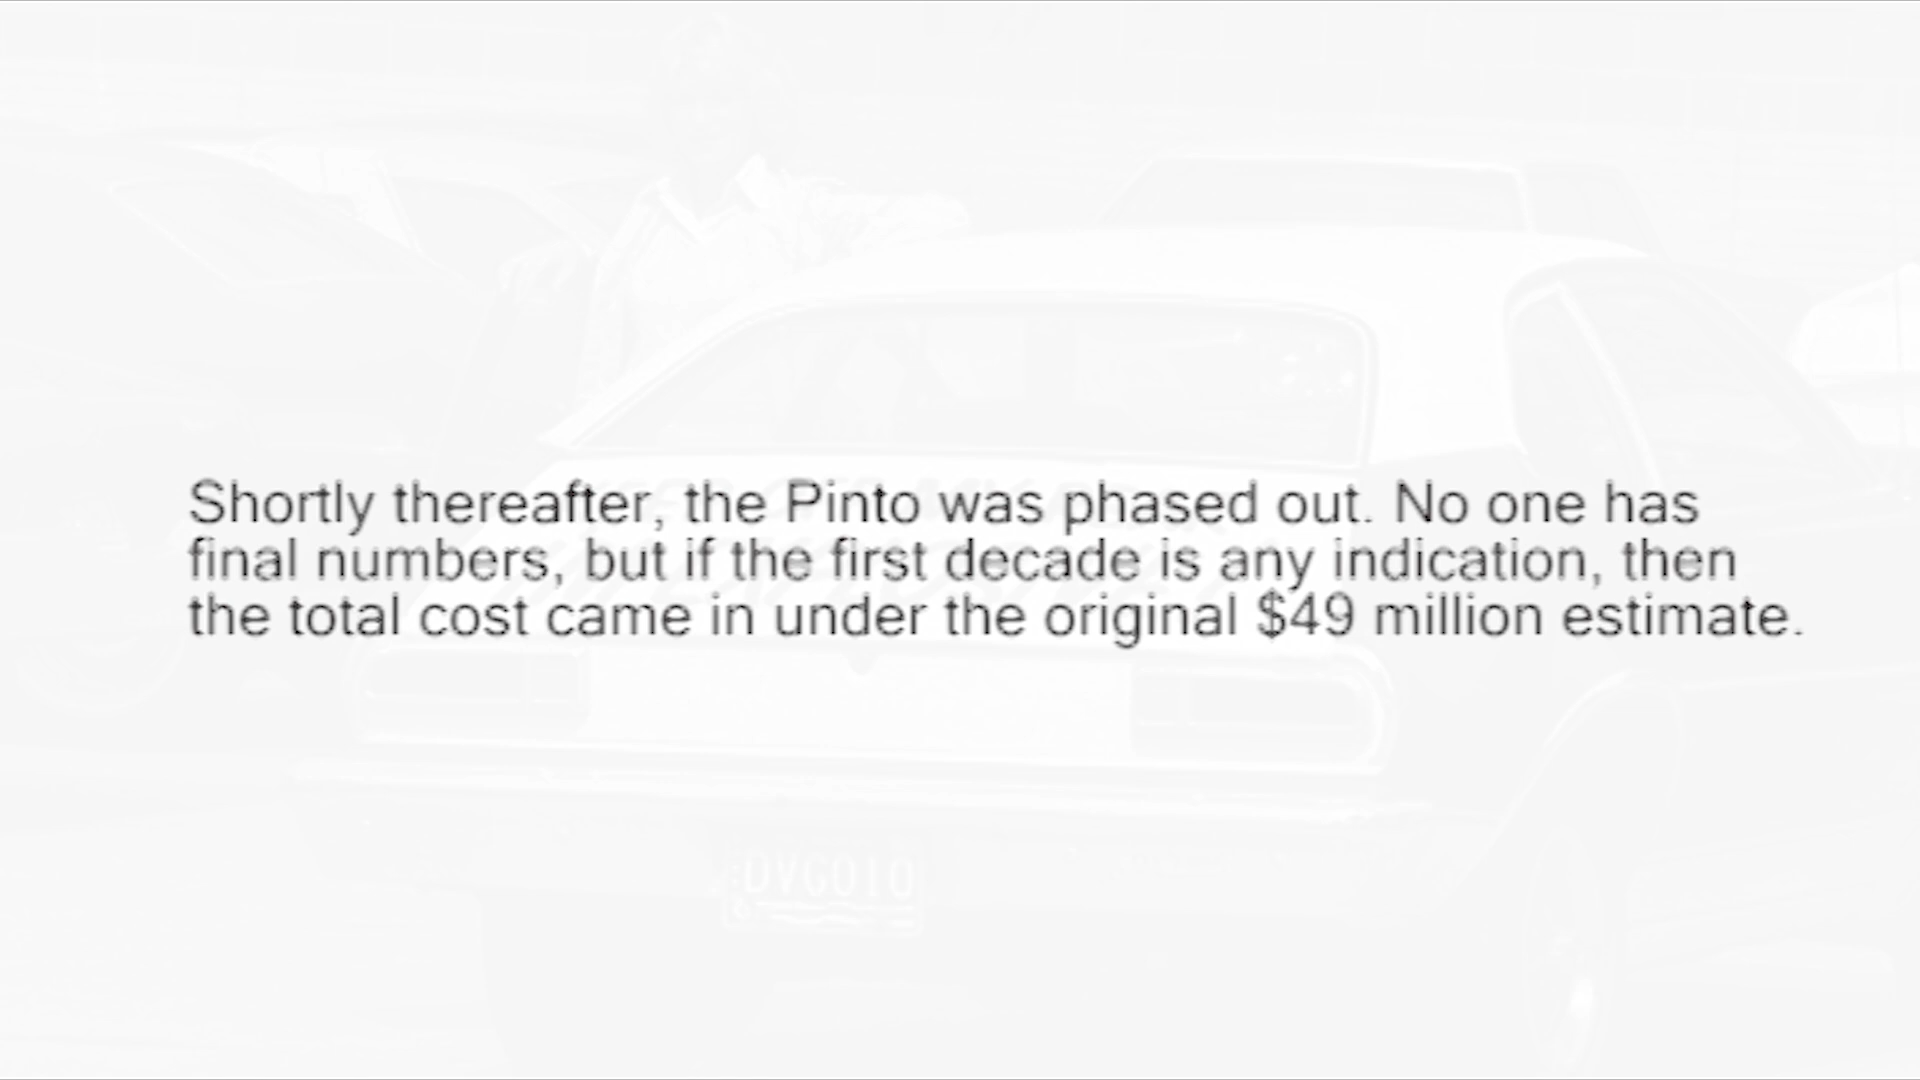 Shortly thereafter, the Pinto was phased out. No one has
final numbers, but if the first decade is any indication, then
the total cost came in under the original $49 million estimate.